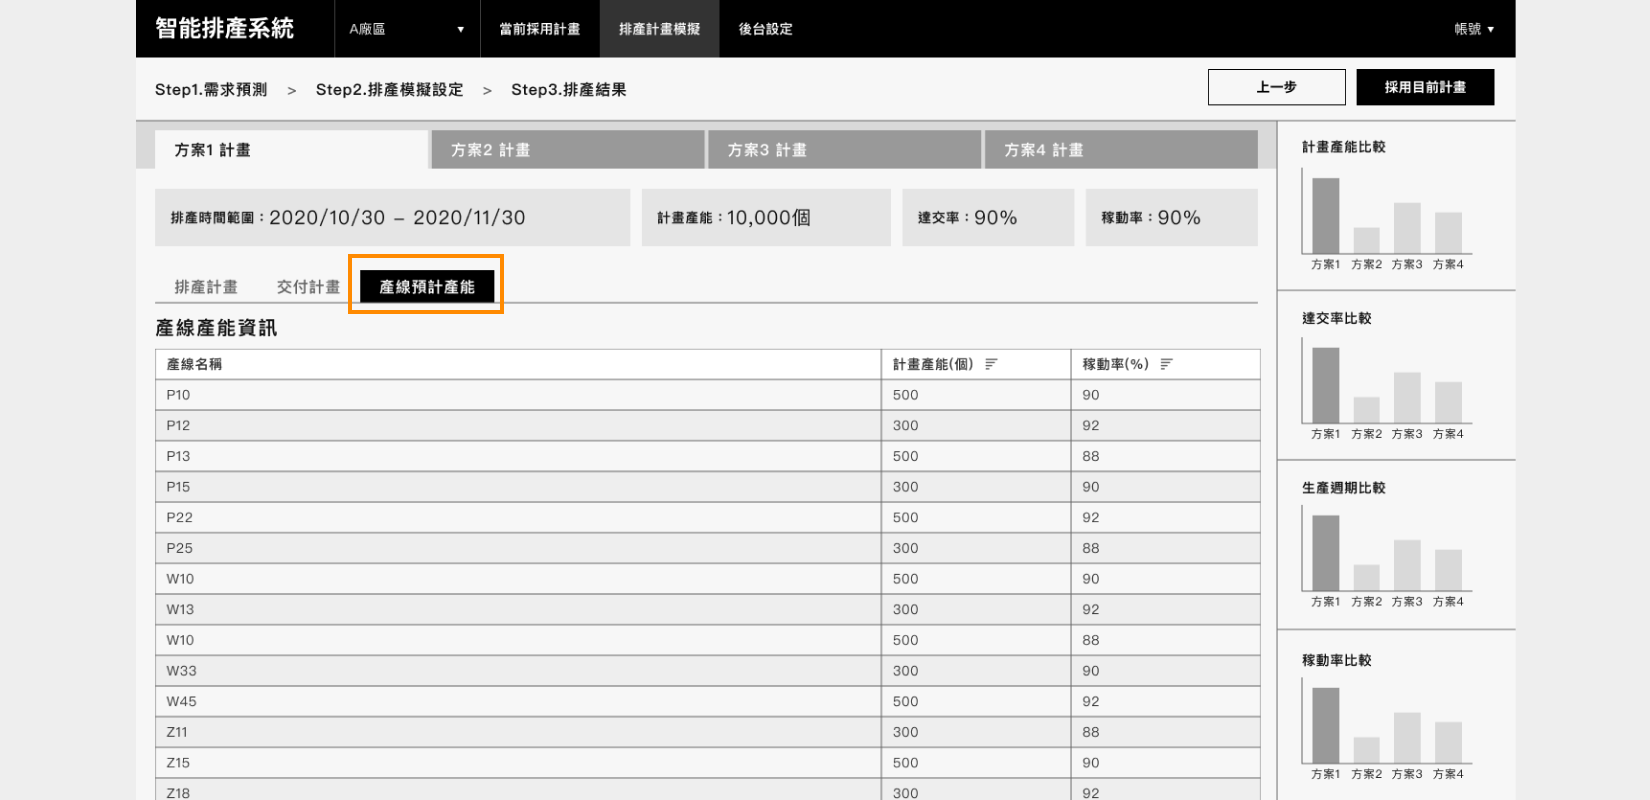 智能排產系統 A廠區 ▼ 當前採用計畫 排產計畫模擬 後台設定 帳號 ▼
Step1.需求預測 > Step2.排產模擬設定 > Step3.排產結果 上一步 採用目前計畫
方案1 計畫 方案2 計畫 方案3 計畫 方案4 計畫
排產時間範圍：2020/10/30 – 2020/11/30 計畫產能：10,000個 達交率：90% 稼動率：90%
排產計畫 交付計畫 產線預計產能
產線產能資訊
產線名稱 計畫產能(個) 稼動率(%)
P10 500 90
P12 300 92
P13 500 88
P15 300 90
P22 500 92
P25 300 88
W10 500 90
W13 300 92
W10 500 88
W33 300 90
W45 500 92
Z11 300 88
Z15 500 90
Z18 300 92
計畫產能比較
方案1 方案2 方案3 方案4
達交率比較
方案1 方案2 方案3 方案4
生產週期比較
方案1 方案2 方案3 方案4
稼動率比較
方案1 方案2 方案3 方案4